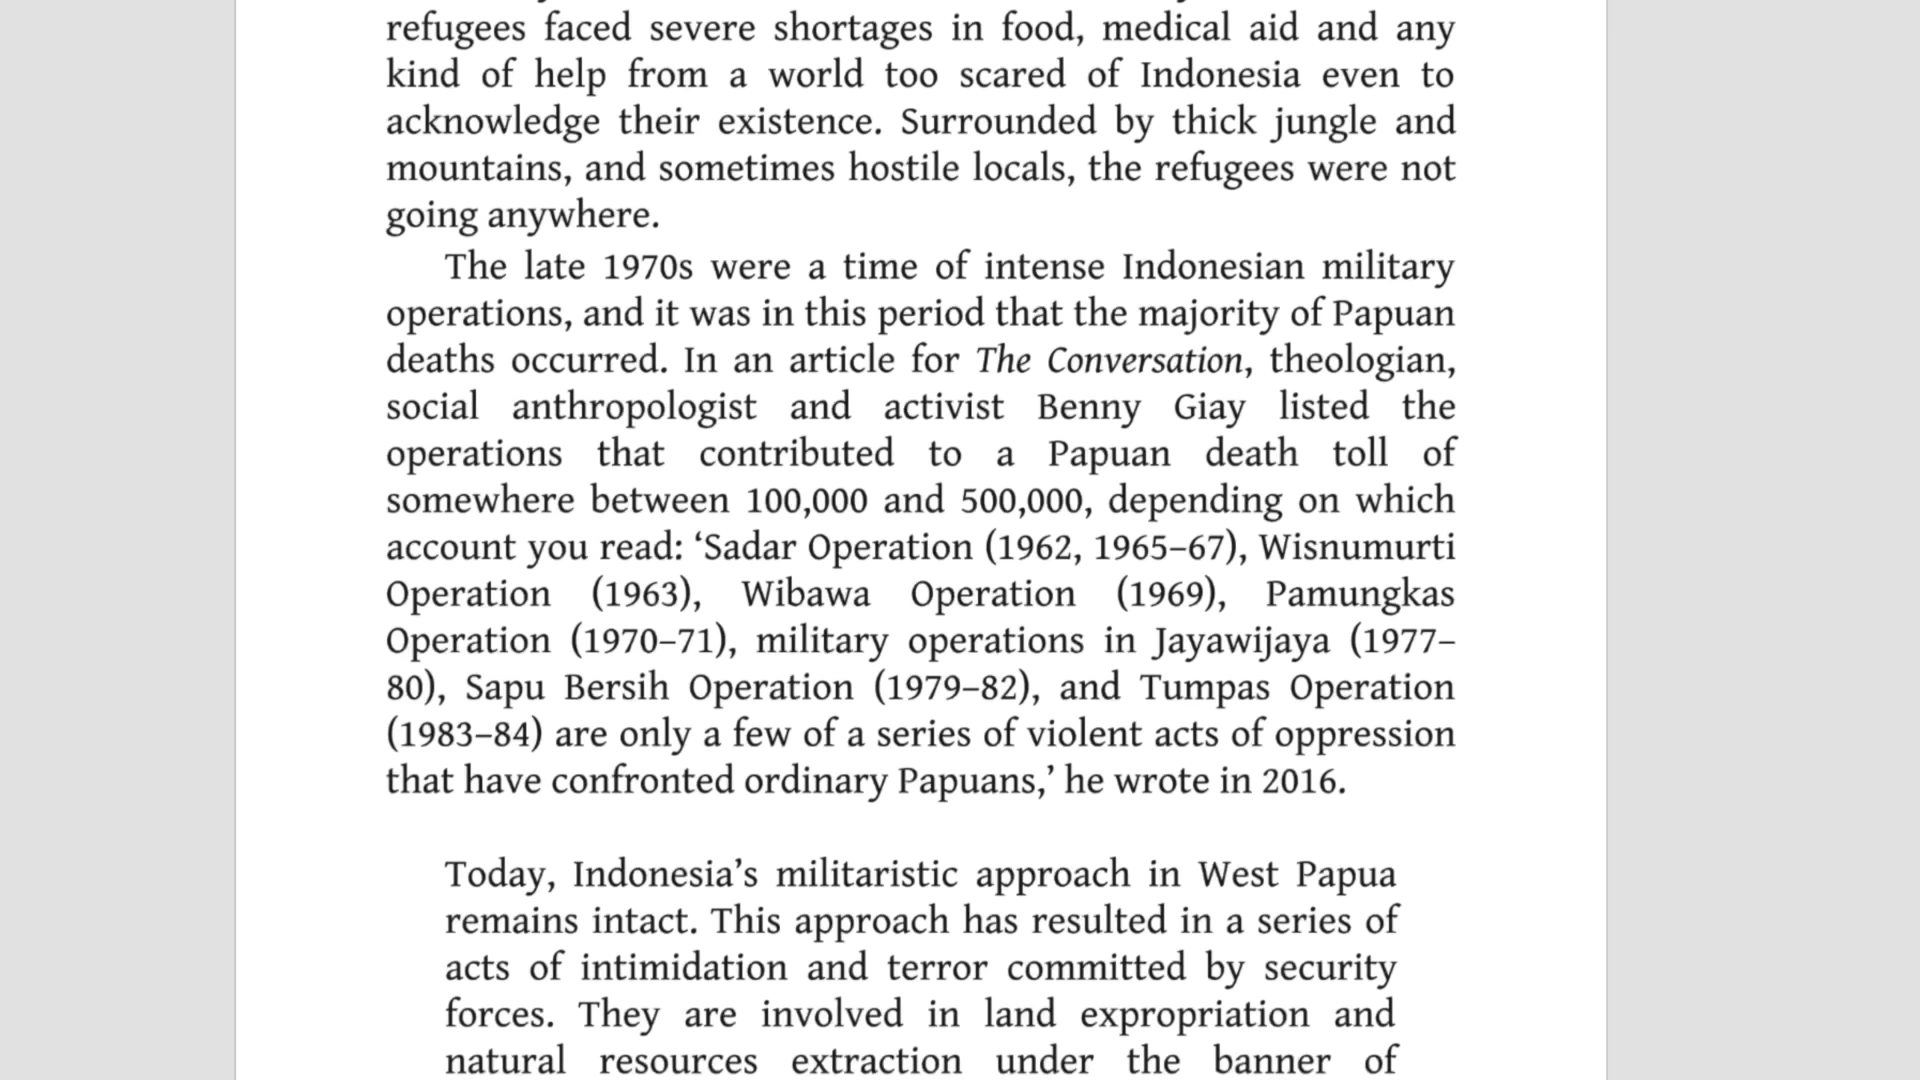 refugees faced severe shortages in food, medical aid and any
kind of help from a world too scared of Indonesia even to
acknowledge their existence. Surrounded by thick jungle and
mountains, and sometimes hostile locals, the refugees were not
going anywhere.
The late 1970s were a time of intense Indonesian military
operations, and it was in this period that the majority of Papuan
deaths occurred. In an article for The Conversation, theologian,
social anthropologist and activist Benny Giay listed the
operations that contributed to a Papuan death toll of
somewhere between 100,000 and 500,000, depending on which
account you read: ‘Sadar Operation (1962, 1965–67), Wisnumurti
Operation (1963), Wibawa Operation (1969), Pamungkas
Operation (1970–71), military operations in Jayawijaya (1977–
80), Sapu Bersih Operation (1979–82), and Tumpas Operation
(1983–84) are only a few of a series of violent acts of oppression
that have confronted ordinary Papuans,’ he wrote in 2016.
Today, Indonesia’s militaristic approach in West Papua
remains intact. This approach has resulted in a series of
acts of intimidation and terror committed by security
forces. They are involved in land expropriation and
natural resources extraction under the banner of